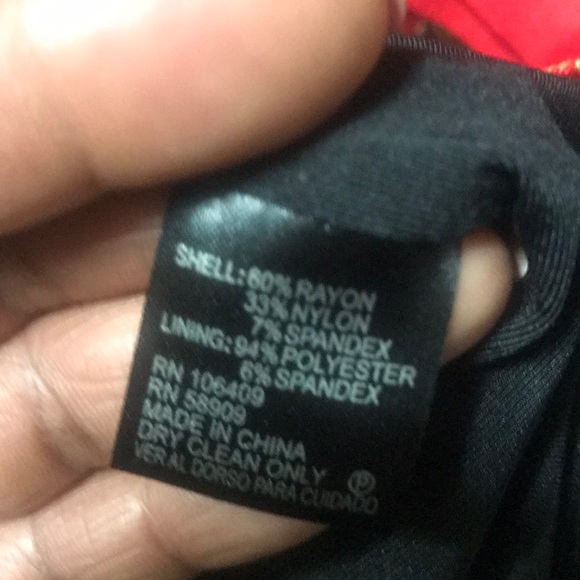 SHELL: 60% RAYON
33% NYLON
7% SPANDEX
LINING: 94% POLYESTER
6% SPANDEX
RN 106409
RN 58909
MADE IN CHINA
DRY CLEAN ONLY Ⓟ
VER AL DORSO PARA CUIDADO